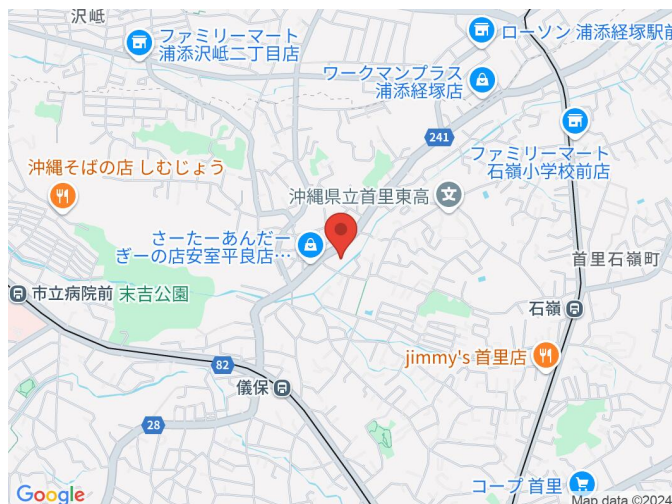 沢岻
ファミリーマート
浦添沢岻二丁目店
ローソン 浦添経塚駅前
ワークマンプラス
浦添経塚店
241
ファミリーマート
石嶺小学校前店
沖縄そばの店 しむじょう
沖縄県立首里東高
さーたーあんだー
ぎーの店安室平良店…
首里石嶺町
市立病院前
末吉公園
石嶺
jimmy's 首里店
82
儀保
28
コープ 首里
Google
Map data ©2024